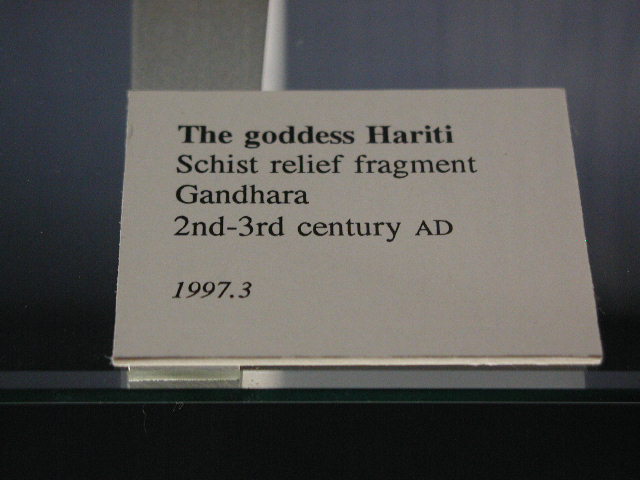 The goddess Hariti
Schist relief fragment
Gandhara
2nd-3rd century AD
1997.3